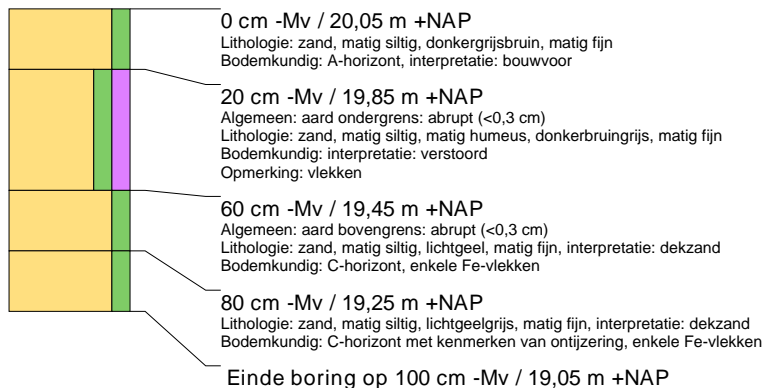 0 cm -Mv / 20,05 m +NAP
Lithologie: zand, matig siltig, donkergrijsbruin, matig fijn
Bodemkundig: A-horizont, interpretatie: bouwvoor
20 cm -Mv / 19,85 m +NAP
Algemeen: aard ondergrens: abrupt (<0,3 cm)
Lithologie: zand, matig siltig, matig humeus, donkerbruingrijs, matig fijn
Bodemkundig: interpretatie: verstoord
Opmerking: vlekken
60 cm -Mv / 19,45 m +NAP
Algemeen: aard bovengrens: abrupt (<0,3 cm)
Lithologie: zand, matig siltig, lichtgeel, matig fijn, interpretatie: dekzand
Bodemkundig: C-horizont, enkele Fe-vlekken
80 cm -Mv / 19,25 m +NAP
Lithologie: zand, matig siltig, lichtgeelgrijs, matig fijn, interpretatie: dekzand
Bodemkundig: C-horizont met kenmerken van ontijzering, enkele Fe-vlekken
Einde boring op 100 cm -Mv / 19,05 m +NAP